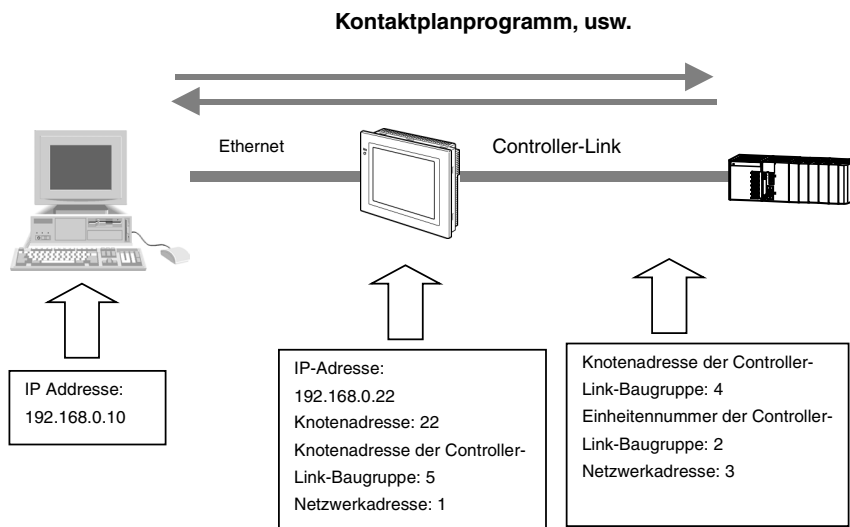 Kontaktplanprogramm, usw.
Ethernet
Controller-Link
IP Addresse:
192.168.0.10
IP-Adresse:
192.168.0.22
Knotenadresse: 22
Knotenadresse der Controller-
Link-Baugruppe: 5
Netzwerkadresse: 1
Knotenadresse der Controller-
Link-Baugruppe: 4
Einheitennummer der Controller-
Link-Baugruppe: 2
Netzwerkadresse: 3